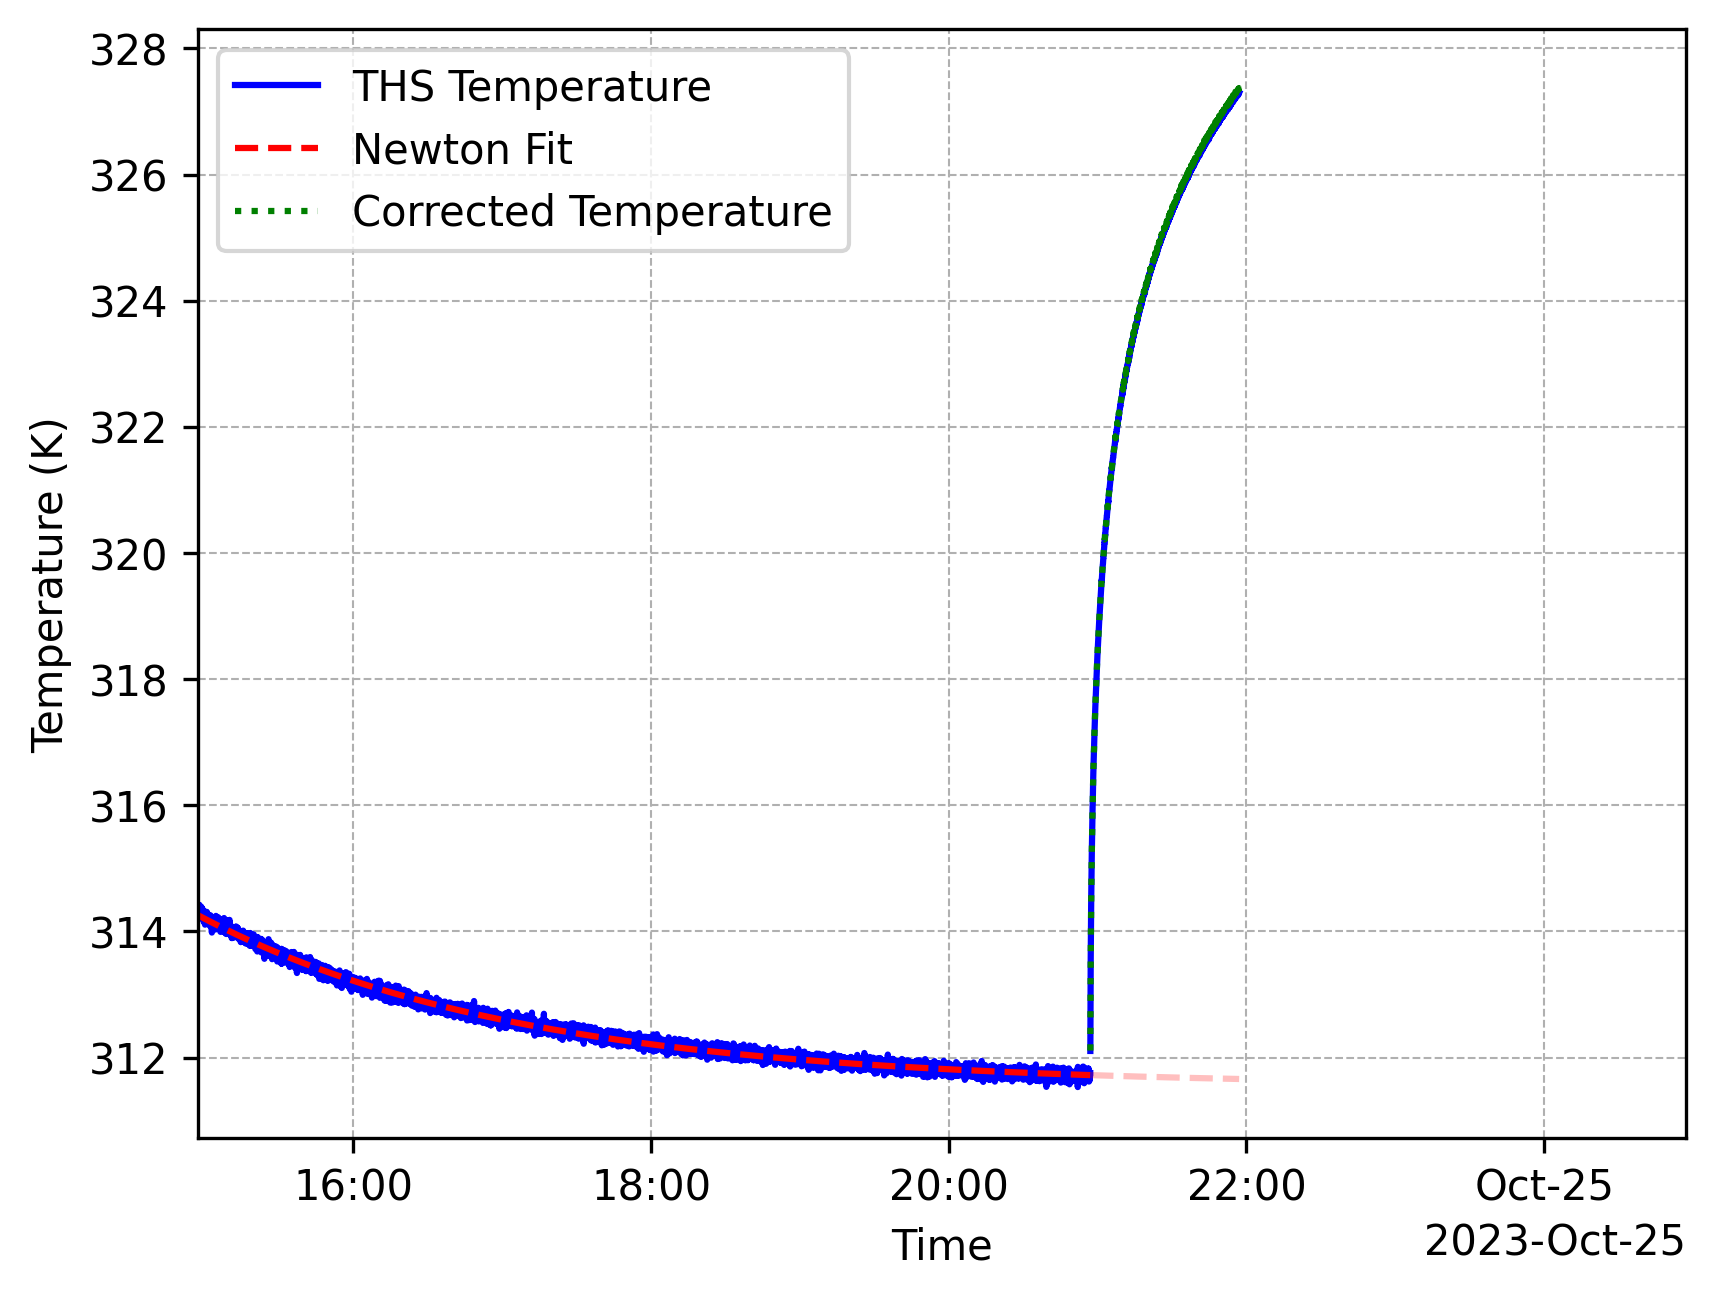 328
326
324
322
320
318
316
314
312
Temperature (K)
THS Temperature
Newton Fit
Corrected Temperature
16:00
18:00
20:00
22:00
Oct-25
Time
2023-Oct-25